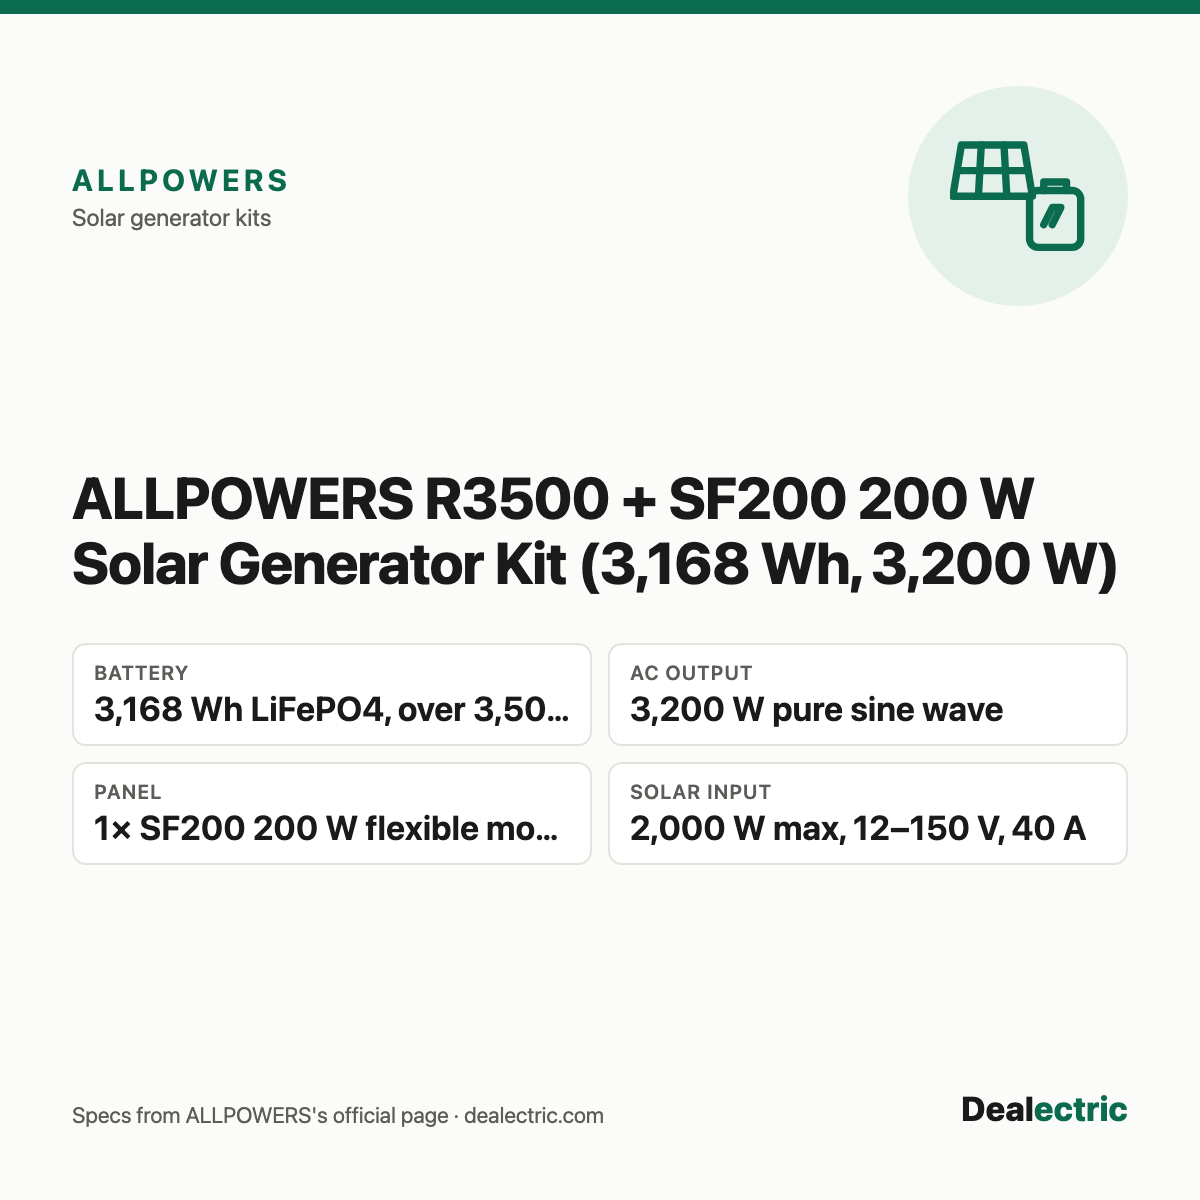 ALLPOWERS
Solar generator kits
ALLPOWERS R3500 + SF200 200 W
Solar Generator Kit (3,168 Wh, 3,200 W)
BATTERY
3,168 Wh LiFePO4, over 3,50...
AC OUTPUT
3,200 W pure sine wave
PANEL
1× SF200 200 W flexible mo...
SOLAR INPUT
2,000 W max, 12–150 V, 40 A
Specs from ALLPOWERS's official page · dealectric.com
Dealectric